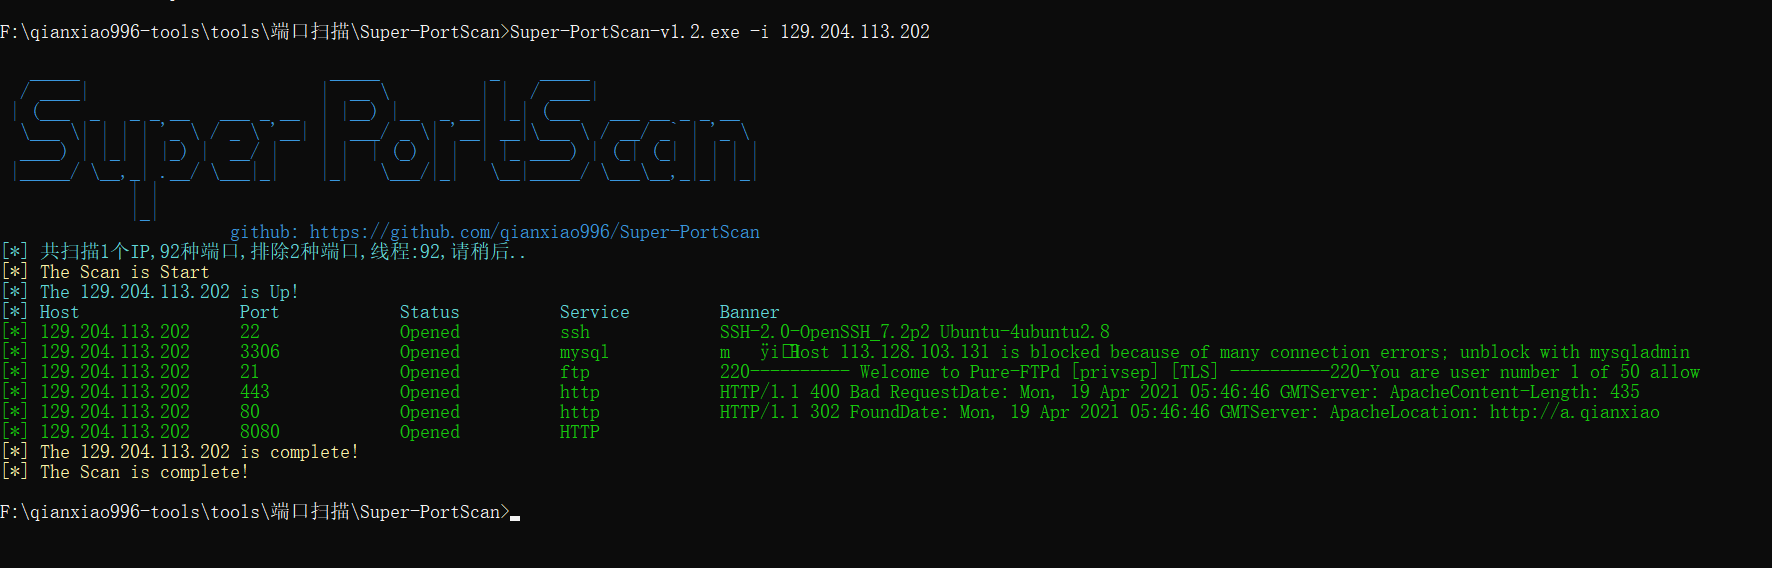 F:\qianxiao996-tools\tools\端口扫描\Super-PortScan>Super-PortScan-v1.2.exe -i 129.204.113.202
Super PortScan
github: https://github.com/qianxiao996/Super-PortScan
[*] 共扫描1个IP,92种端口,排除2种端口,线程:92,请稍后..
[*] The Scan is Start
[*] The 129.204.113.202 is Up!
[*] Host Port Status Service Banner
[*] 129.204.113.202 22 Opened ssh SSH-2.0-OpenSSH_7.2p2 Ubuntu-4ubuntu2.8
[*] 129.204.113.202 3306 Opened mysql m ÿi Host 113.128.103.131 is blocked because of many connection errors; unblock with mysqladmin
[*] 129.204.113.202 21 Opened ftp 220---------- Welcome to Pure-FTPd [privsep] [TLS] ----------220-You are user number 1 of 50 allow
[*] 129.204.113.202 443 Opened http HTTP/1.1 400 Bad RequestDate: Mon, 19 Apr 2021 05:46:46 GMTServer: ApacheContent-Length: 435
[*] 129.204.113.202 80 Opened http HTTP/1.1 302 FoundDate: Mon, 19 Apr 2021 05:46:46 GMTServer: ApacheLocation: http://a.qianxiao
[*] 129.204.113.202 8080 Opened HTTP
[*] The 129.204.113.202 is complete!
[*] The Scan is complete!
F:\qianxiao996-tools\tools\端口扫描\Super-PortScan>